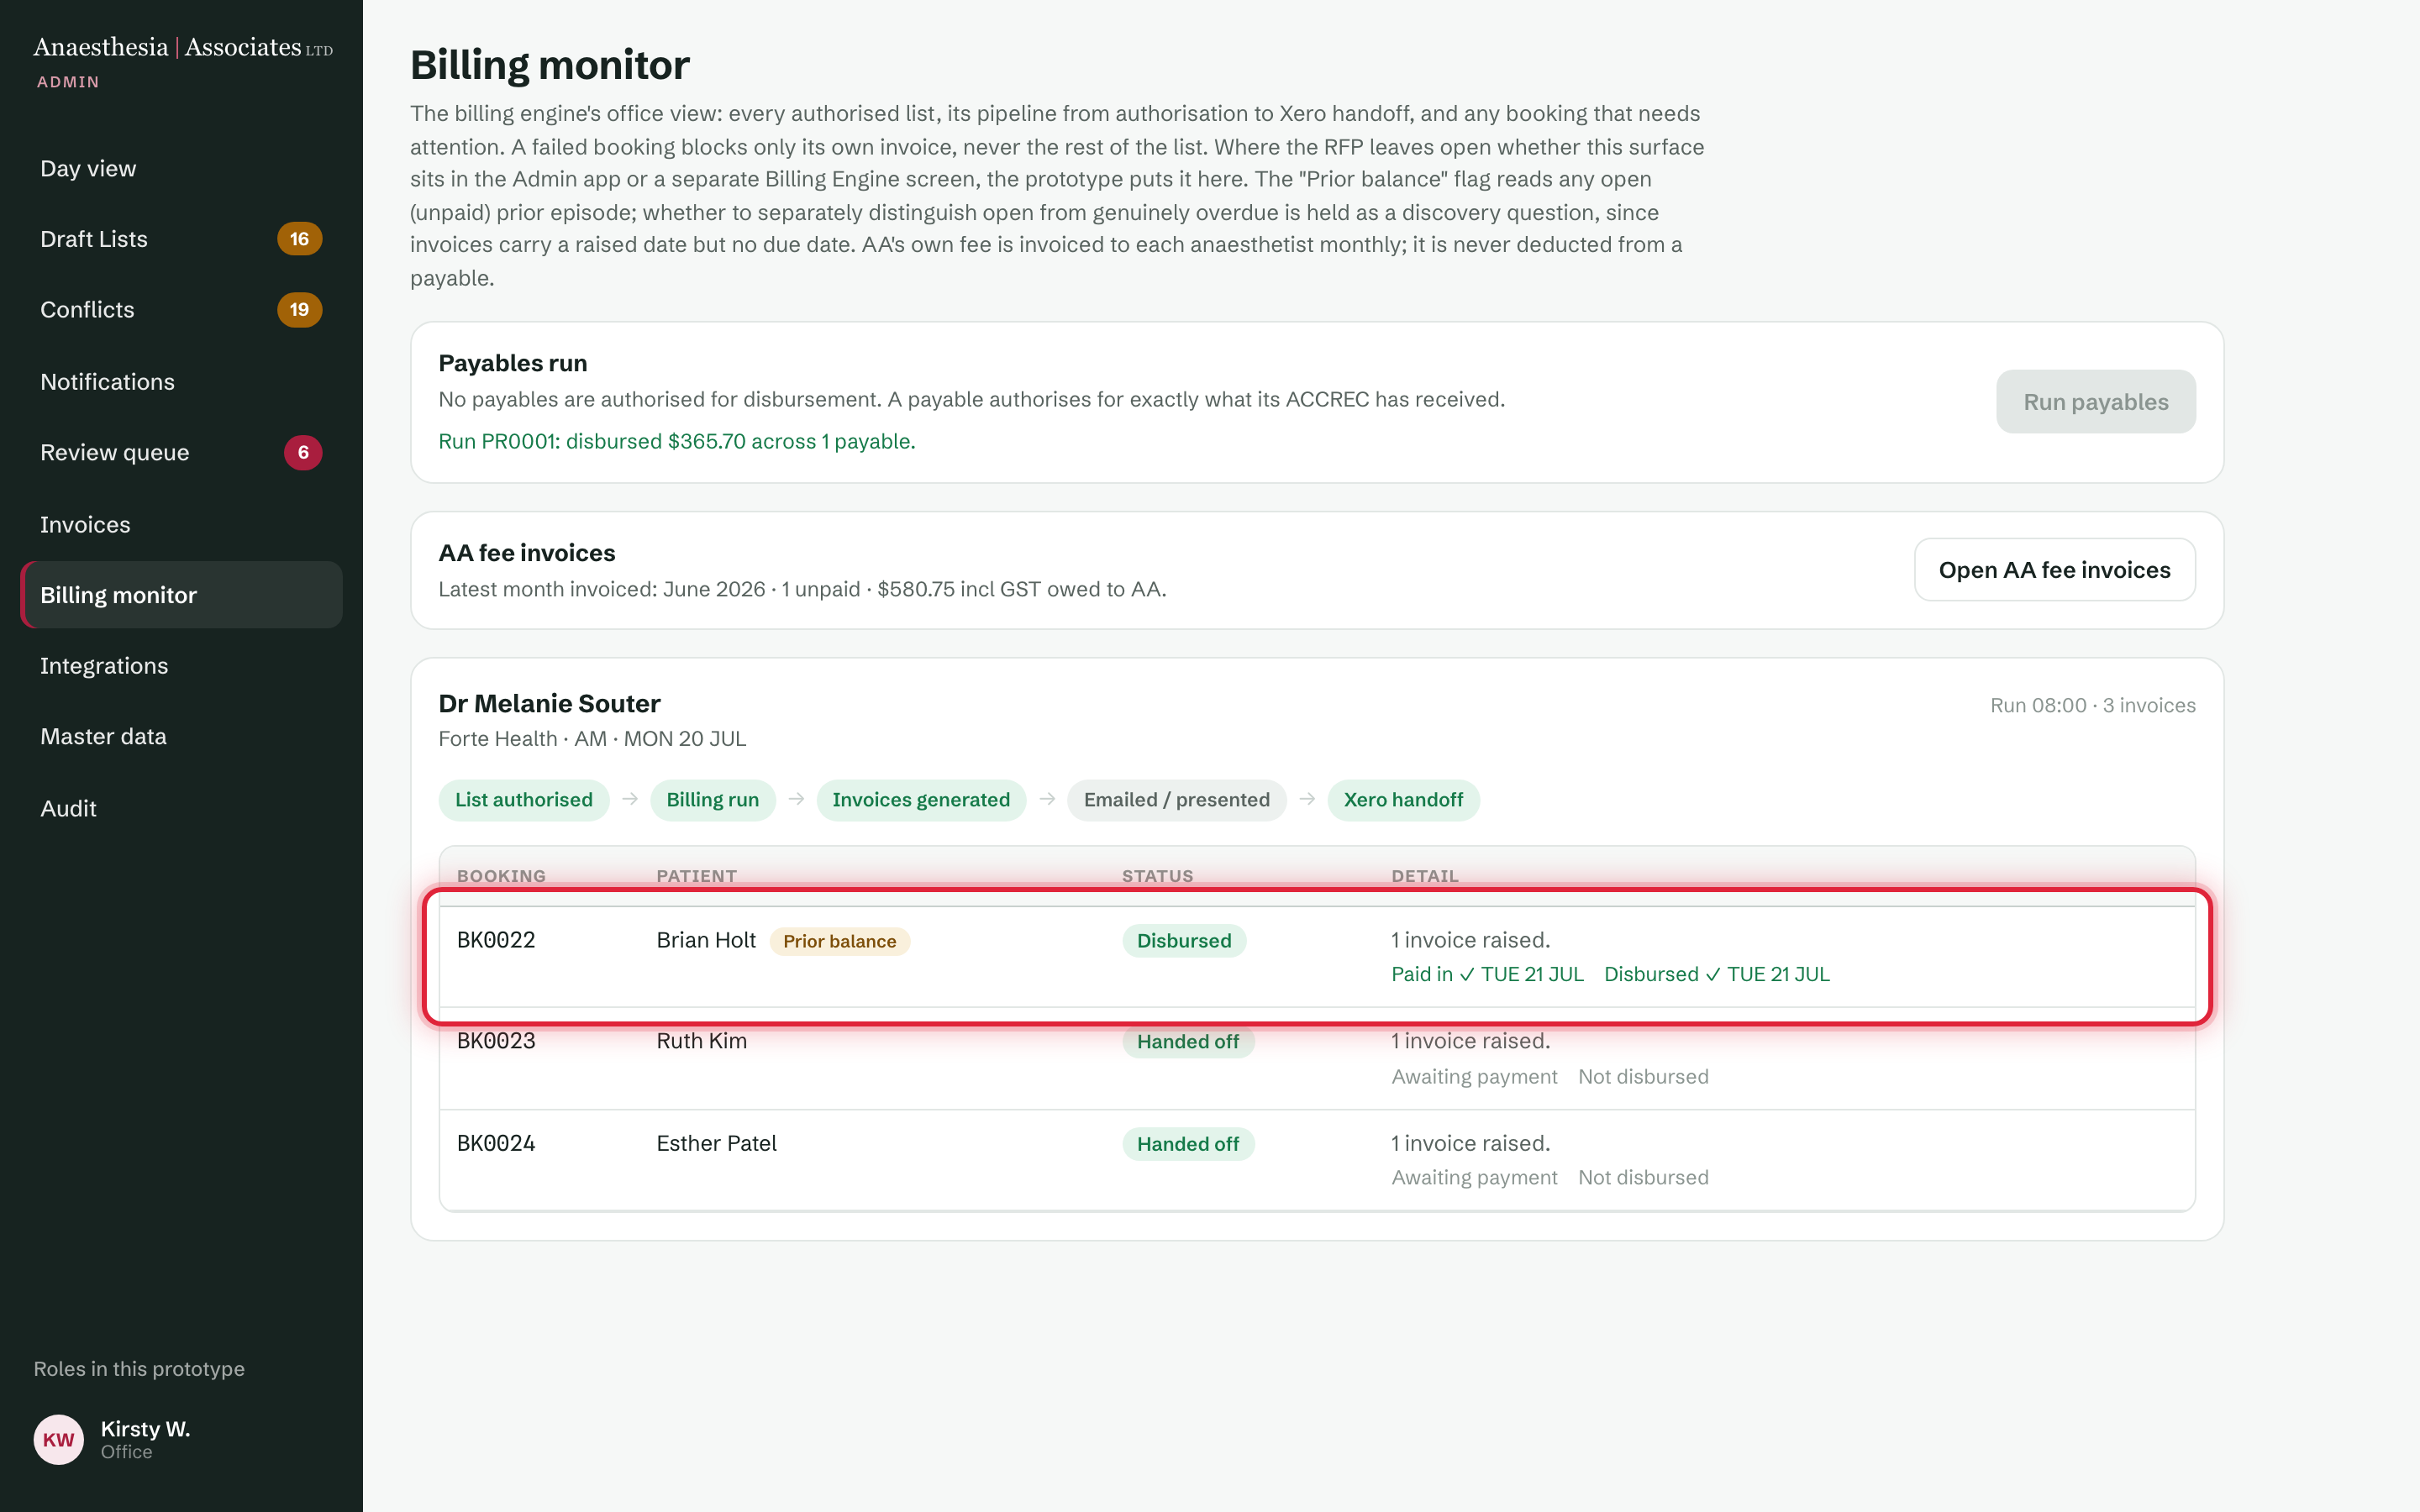 Anaesthesia | Associates LTD
ADMIN
Day view
Draft Lists 16
Conflicts 19
Notifications
Review queue 6
Invoices
Billing monitor
Integrations
Master data
Audit
Roles in this prototype
KW
Kirsty W.
Office
Billing monitor
The billing engine's office view: every authorised list, its pipeline from authorisation to Xero handoff, and any booking that needs
attention. A failed booking blocks only its own invoice, never the rest of the list. Where the RFP leaves open whether this surface
sits in the Admin app or a separate Billing Engine screen, the prototype puts it here. The "Prior balance" flag reads any open
(unpaid) prior episode; whether to separately distinguish open from genuinely overdue is held as a discovery question, since
invoices carry a raised date but no due date. AA's own fee is invoiced to each anaesthetist monthly; it is never deducted from a
payable.
Payables run
No payables are authorised for disbursement. A payable authorises for exactly what its ACCREC has received.
Run PR0001: disbursed $365.70 across 1 payable.
Run payables
AA fee invoices
Latest month invoiced: June 2026 · 1 unpaid · $580.75 incl GST owed to AA.
Open AA fee invoices
Dr Melanie Souter
Run 08:00 · 3 invoices
Forte Health · AM · MON 20 JUL
List authorised → Billing run → Invoices generated → Emailed / presented → Xero handoff
BOOKING PATIENT STATUS DETAIL
BK0022 Brian Holt Prior balance Disbursed 1 invoice raised.
Paid in ✓ TUE 21 JUL Disbursed ✓ TUE 21 JUL
BK0023 Ruth Kim Handed off 1 invoice raised.
Awaiting payment Not disbursed
BK0024 Esther Patel Handed off 1 invoice raised.
Awaiting payment Not disbursed